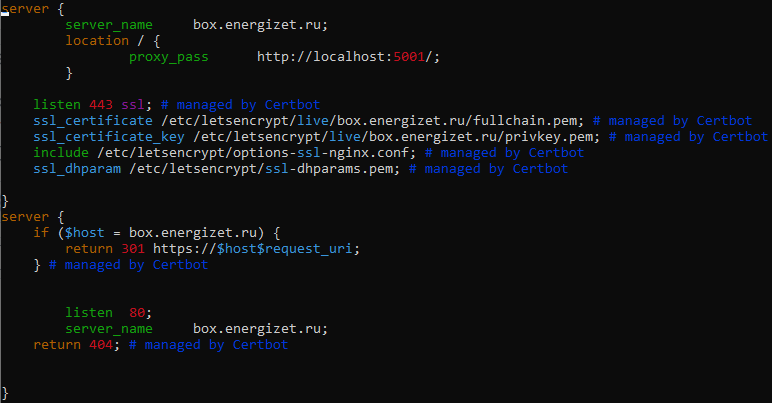 server {
server_name box.energizet.ru;
location / {
proxy_pass http://localhost:5001/;
}
listen 443 ssl; # managed by Certbot
ssl_certificate /etc/letsencrypt/live/box.energizet.ru/fullchain.pem; # managed by Certbot
ssl_certificate_key /etc/letsencrypt/live/box.energizet.ru/privkey.pem; # managed by Certbot
include /etc/letsencrypt/options-ssl-nginx.conf; # managed by Certbot
ssl_dhparam /etc/letsencrypt/ssl-dhparams.pem; # managed by Certbot
}
server {
if ($host = box.energizet.ru) {
return 301 https://$host$request_uri;
} # managed by Certbot
listen 80;
server_name box.energizet.ru;
return 404; # managed by Certbot
}